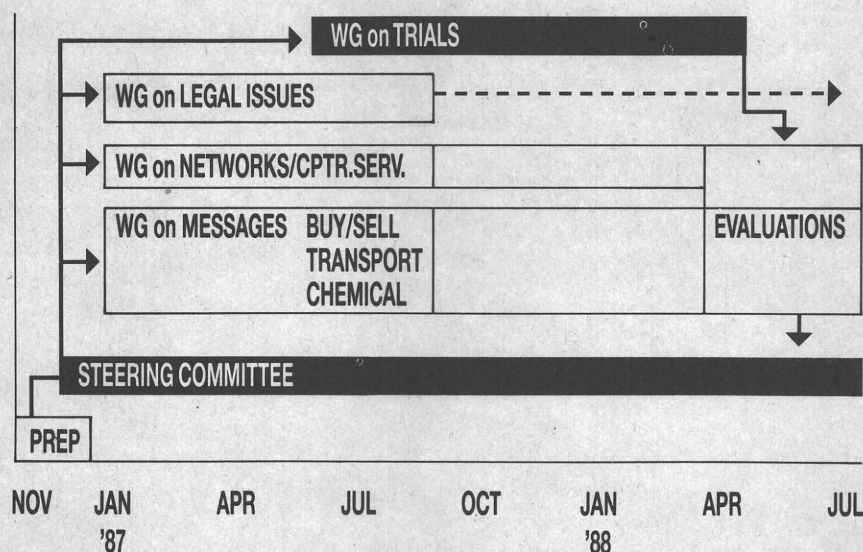 WG on TRIALS
WG on LEGAL ISSUES
WG on NETWORKS/CPTR.SERV.
WG on MESSAGES BUY/SELL EVALUATIONS
TRANSPORT
CHEMICAL
STEERING COMMITTEE
PREP
NOV JAN APR JUL OCT JAN APR JUL
'87 '88